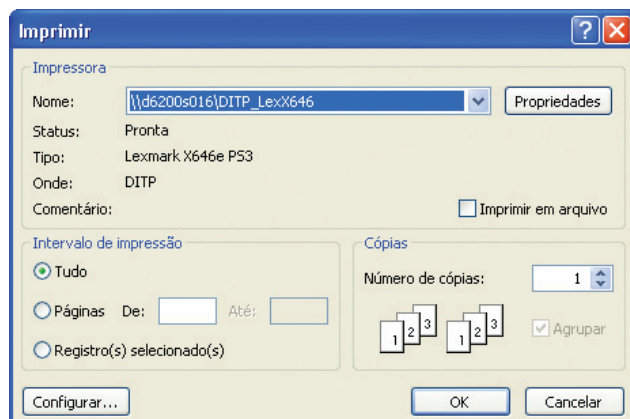 Imprimir
Impressora
Nome: \\d6200s016\DITP_LexX646 Propriedades
Status: Pronta
Tipo: Lexmark X646e PS3
Onde: DITP
Comentário: Imprimir em arquivo
Intervalo de impressão
Tudo
Páginas De: Até:
Registro(s) selecionado(s)
Cópias
Número de cópias: 1
1 2 3 1 2 3
Agrupar
Configurar... OK Cancelar